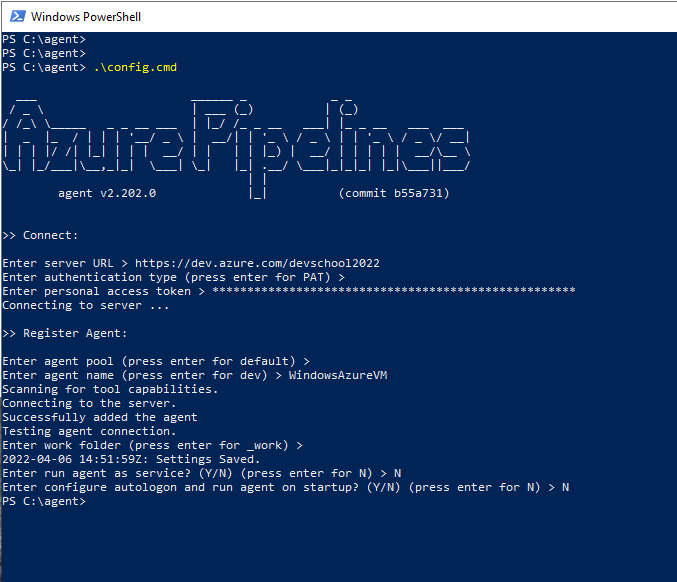 Windows PowerShell
PS C:\agent>
PS C:\agent>
PS C:\agent> .\config.cmd
AzurePipelines
agent v2.202.0 (commit b55a731)
>> Connect:
Enter server URL > https://dev.azure.com/devschool2022
Enter authentication type (press enter for PAT) >
Enter personal access token > ****************************************************
Connecting to server ...
>> Register Agent:
Enter agent pool (press enter for default) >
Enter agent name (press enter for dev) > WindowsAzureVM
Scanning for tool capabilities.
Connecting to the server.
Successfully added the agent
Testing agent connection.
Enter work folder (press enter for _work) >
2022-04-06 14:51:59Z: Settings Saved.
Enter run agent as service? (Y/N) (press enter for N) > N
Enter configure autologon and run agent on startup? (Y/N) (press enter for N) > N
PS C:\agent>